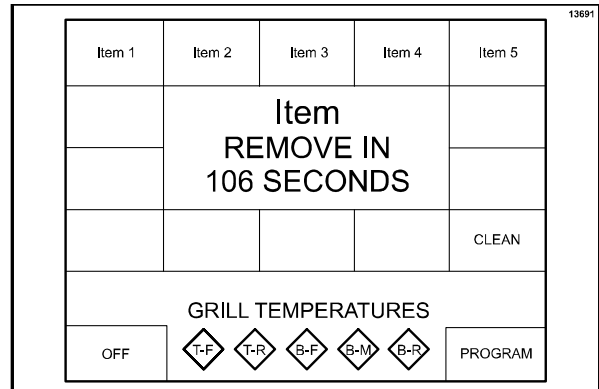 13691
Item 1 Item 2 Item 3 Item 4 Item 5
Item
REMOVE IN
106 SECONDS
CLEAN
GRILL TEMPERATURES
OFF T-F T-R B-F B-M B-R PROGRAM